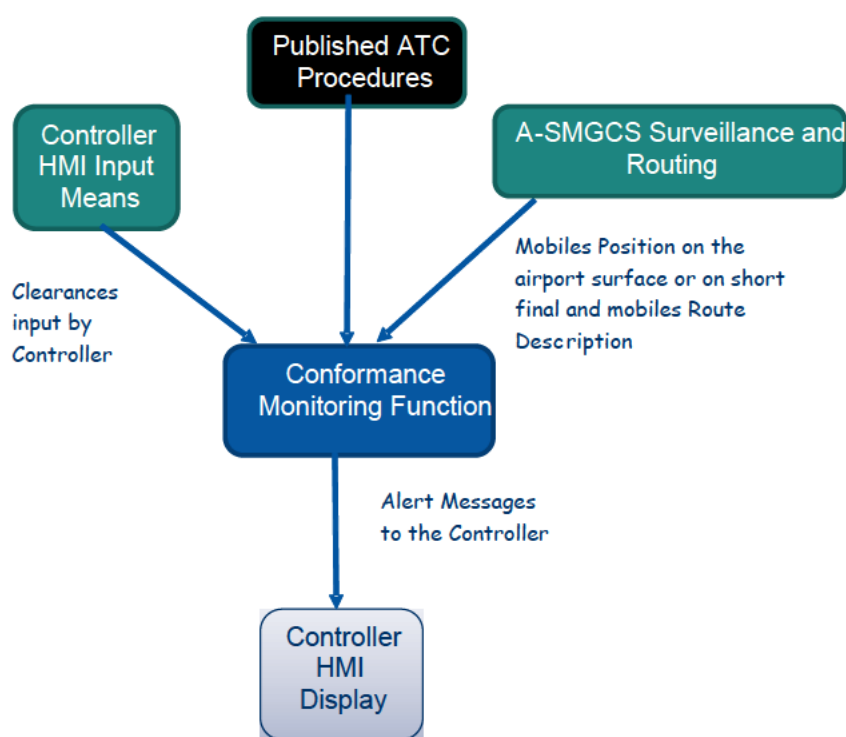 Published ATC
Procedures
Controller
HMI Input
Means
A-SMGCS Surveillance and
Routing
Clearances
input by
Controller
Mobiles Position on the
airport surface or on short
final and mobiles Route
Description
Conformance
Monitoring Function
Alert Messages
to the Controller
Controller
HMI
Display